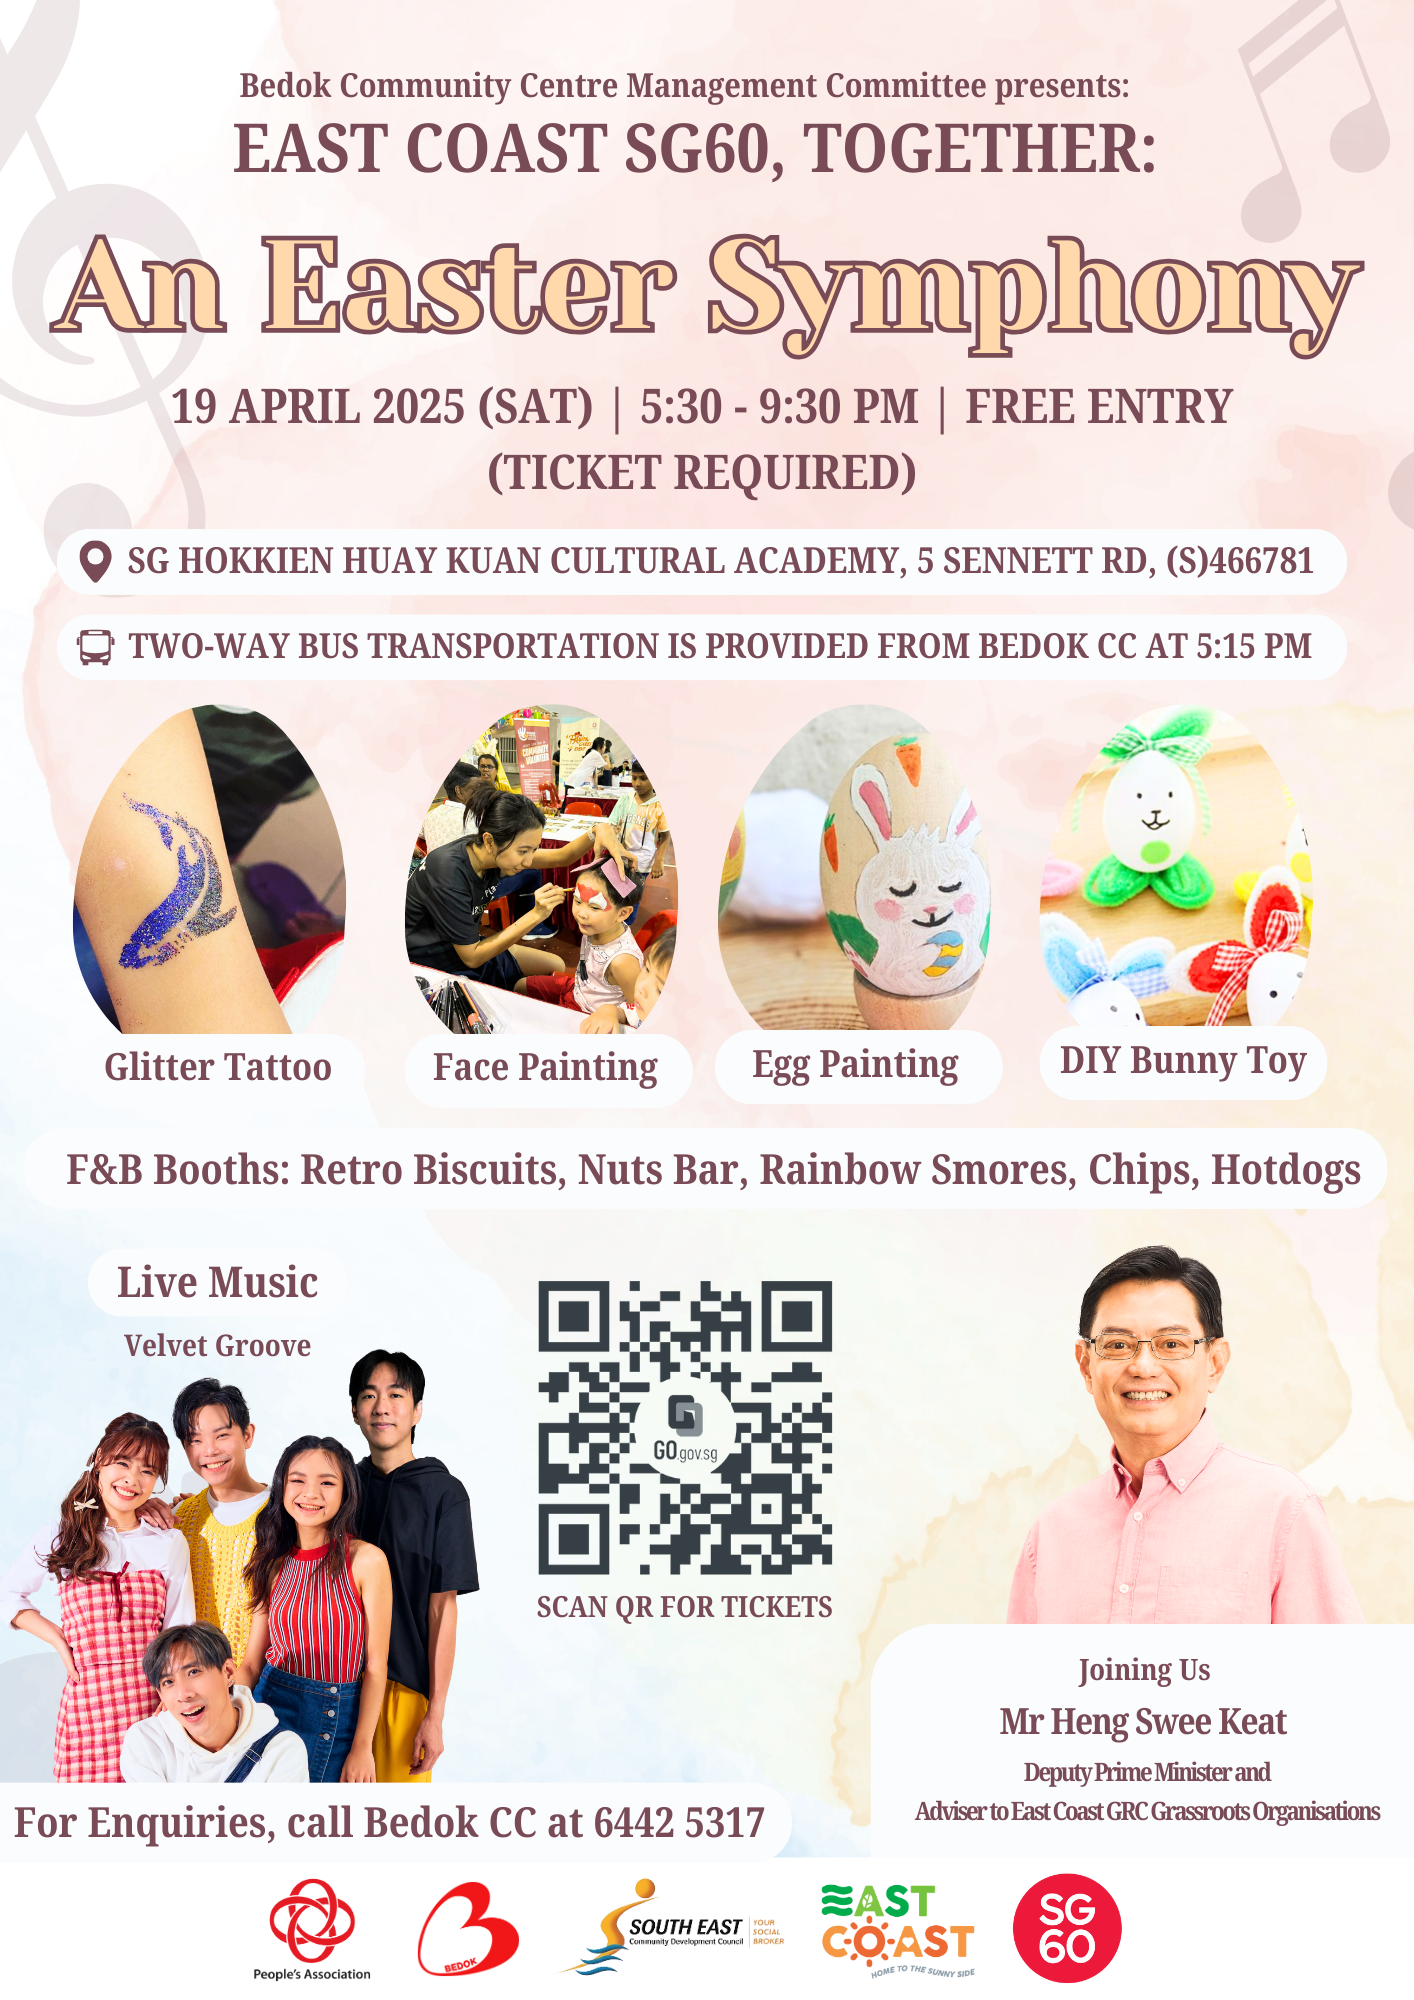 Bedok Community Centre Management Committee presents:
EAST COAST SG60, TOGETHER:
An Easter Symphony
19 APRIL 2025 (SAT) | 5:30 - 9:30 PM | FREE ENTRY
(TICKET REQUIRED)
SG HOKKIEN HUAY KUAN CULTURAL ACADEMY, 5 SENNETT RD, (S)466781
TWO-WAY BUS TRANSPORTATION IS PROVIDED FROM BEDOK CC AT 5:15 PM
COMMUNITY
VOLUNTEER
Glitter Tattoo
Face Painting
Egg Painting
DIY Bunny Toy
F&B Booths: Retro Biscuits, Nuts Bar, Rainbow Smores, Chips, Hotdogs
Live Music
Velvet Groove
GO.gov.sg
SCAN QR FOR TICKETS
Joining Us
Mr Heng Swee Keat
Deputy Prime Minister and
Adviser to East Coast GRC Grassroots Organisations
For Enquiries, call Bedok CC at 6442 5317
People's Association
BEDOK
SOUTH EAST
Community Development Council
YOUR
SOCIAL
BROKER
EAST
COAST
HOME TO THE SUNNY SIDE
SG
60